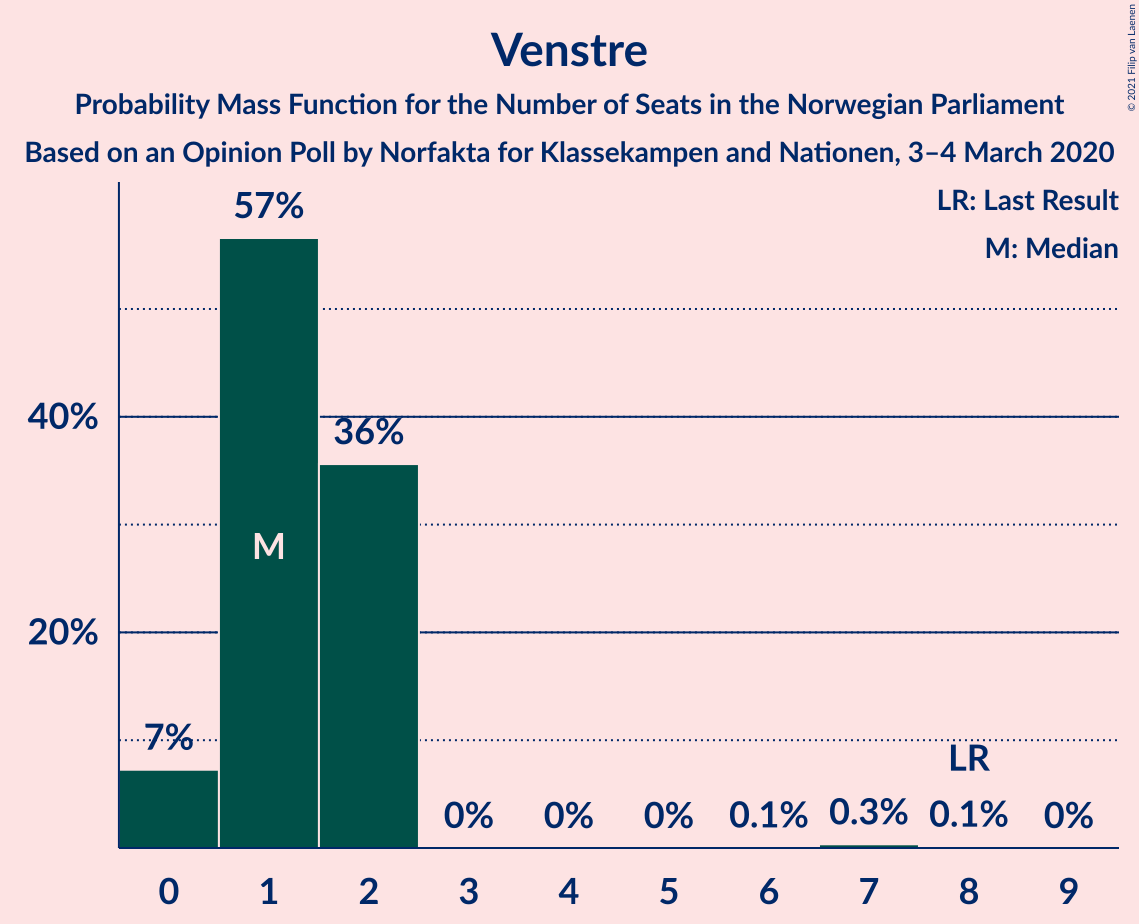 Venstre
Probability Mass Function for the Number of Seats in the Norwegian Parliament
Based on an Opinion Poll by Norfakta for Klassekampen and Nationen, 3–4 March 2020
© 2021 Filip van Laenen
LR: Last Result
M: Median
57%
40%
36%
M
20%
7%
LR
0%
0%
0%
0.1%
0.3%
0.1%
0%
0 1 2 3 4 5 6 7 8 9